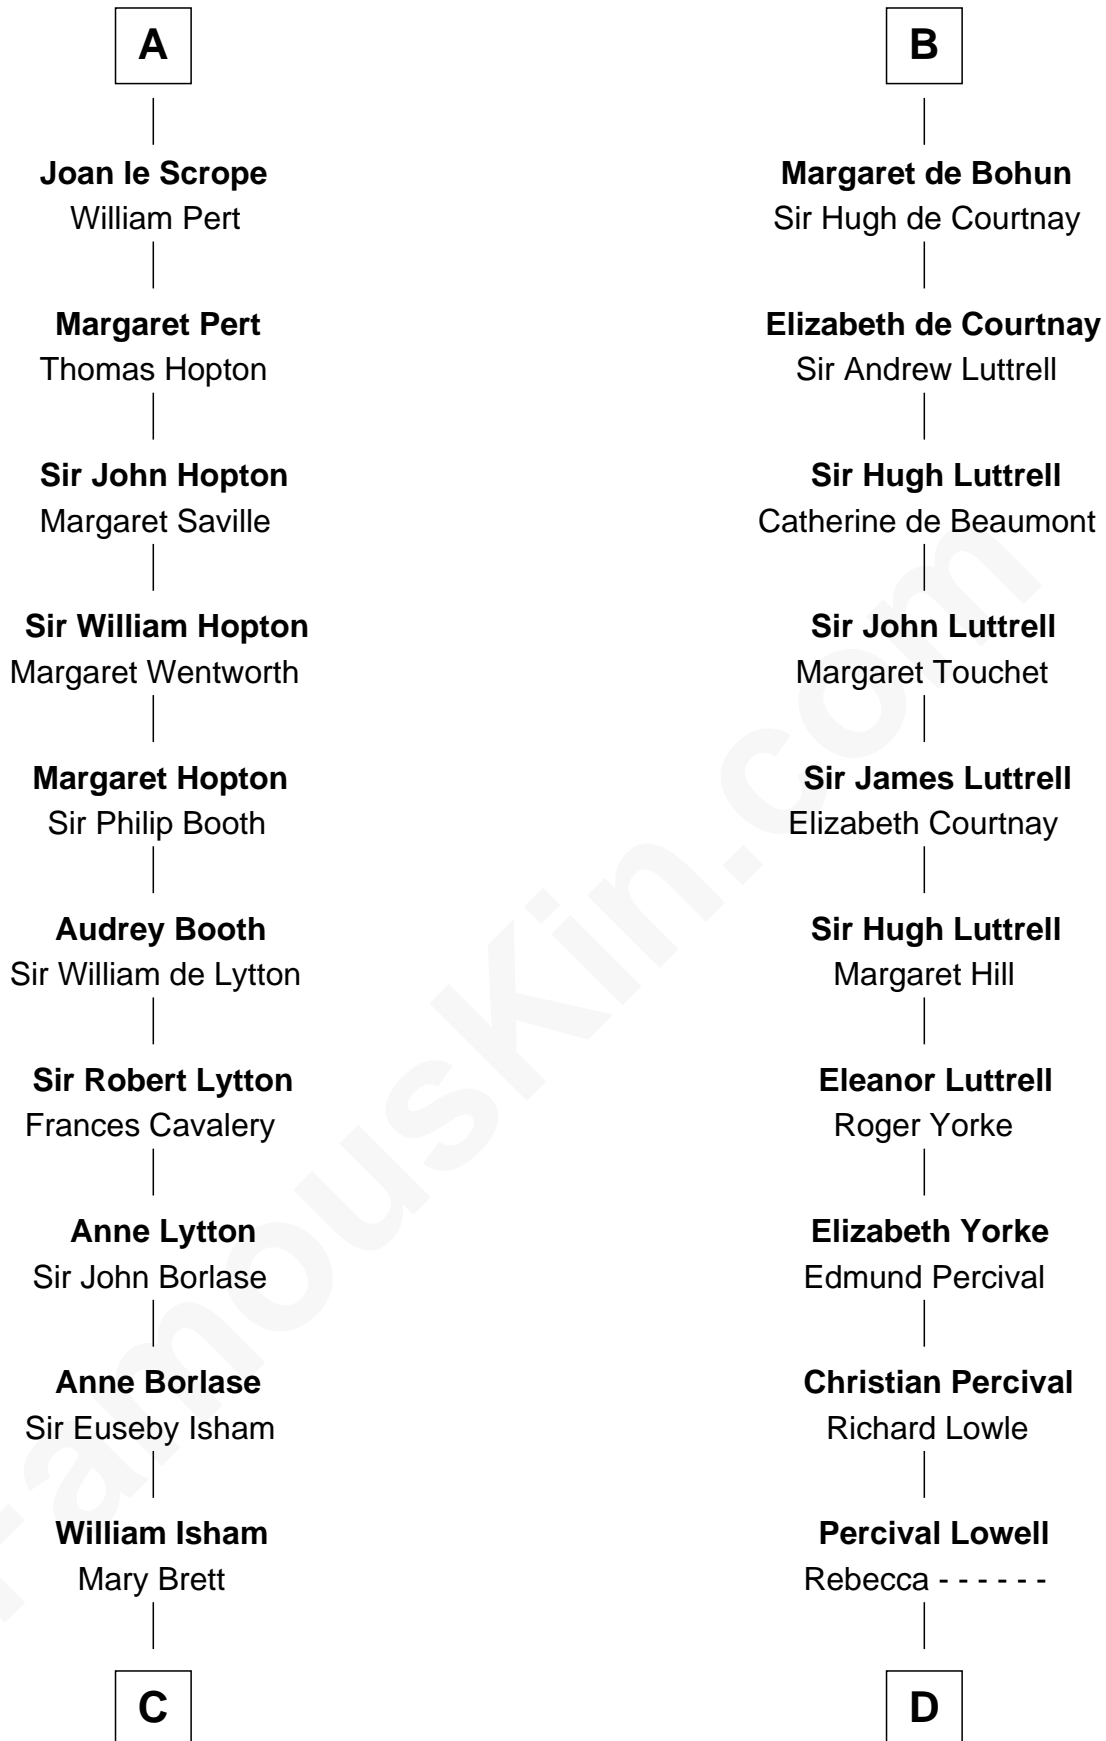 A
Joan le Scrope
William Pert
Margaret Pert
Thomas Hopton
Sir John Hopton
Margaret Saville
Sir William Hopton
Margaret Wentworth
Margaret Hopton
Sir Philip Booth
Audrey Booth
Sir William de Lytton
Sir Robert Lytton
Frances Cavalery
Anne Lytton
Sir John Borlase
Anne Borlase
Sir Euseby Isham
William Isham
Mary Brett
C
B
Margaret de Bohun
Sir Hugh de Courtnay
Elizabeth de Courtnay
Sir Andrew Luttrell
Sir Hugh Luttrell
Catherine de Beaumont
Sir John Luttrell
Margaret Touchet
Sir James Luttrell
Elizabeth Courtnay
Sir Hugh Luttrell
Margaret Hill
Eleanor Luttrell
Roger Yorke
Elizabeth Yorke
Edmund Percival
Christian Percival
Richard Lowle
Percival Lowell
Rebecca - - - - - -
D
FamousKin.com